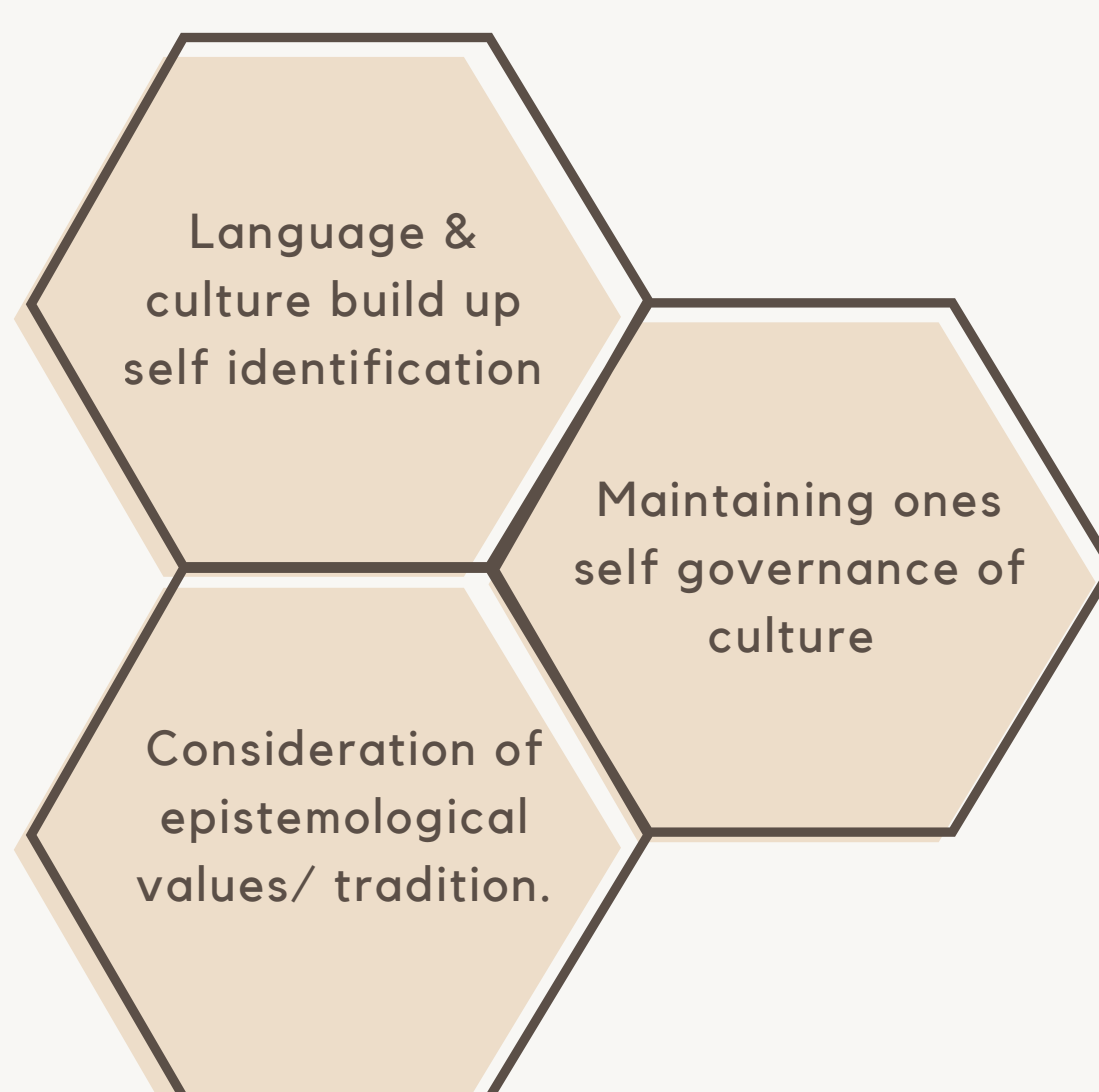 Language &
culture build up
self identification
Maintaining ones
self governance of
culture
Consideration of
epistemological
values/ tradition.